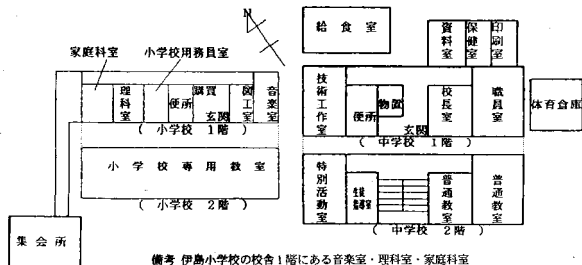 N
給食室
資料室
保健室
印刷室
家庭科室
小学校用務員室
理科室
便所
購買
玄関
図工室
音楽室
(小学校 1階)
技術工作室
便所
物置
玄関
校長室
職員室
体育倉庫
(中学校 1階)
小学校専用教室
(小学校 2階)
特別活動室
普通教室
普通教室
(中学校 2階)
集会所
備考 伊島小学校の校舎1階にある音楽室・理科室・家庭科室